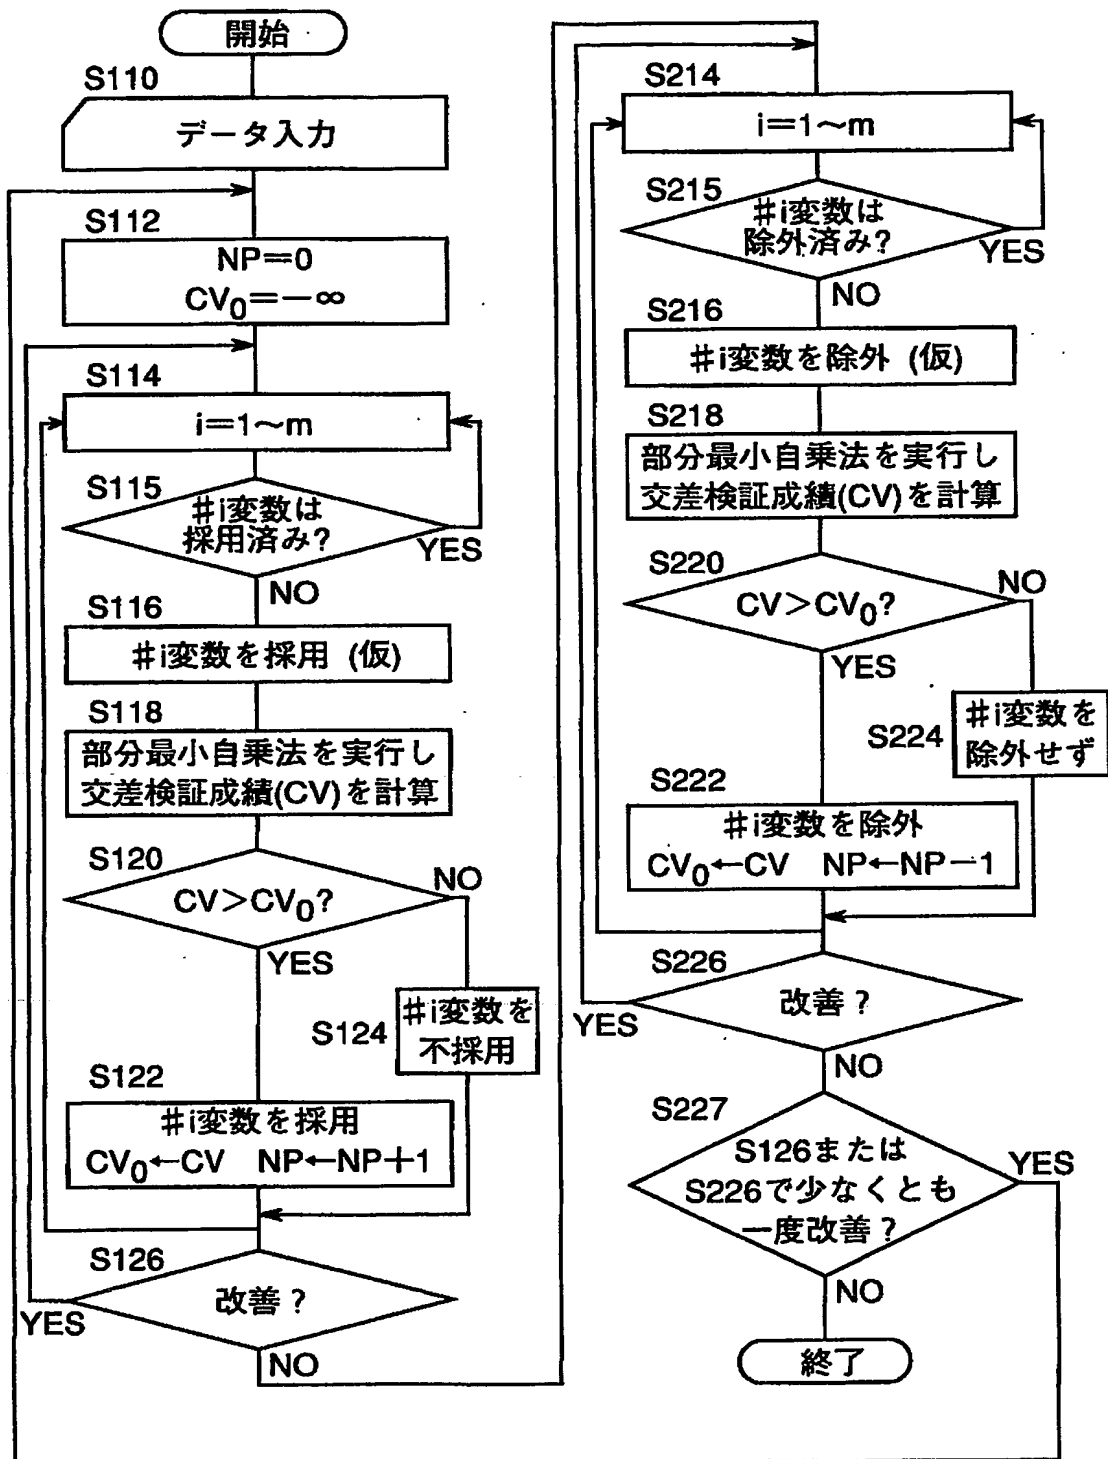 開始
S110
データ入力
S112
NP=0
CV0=-∞
S114
i=1~m
S115
#i変数は
採用済み?
YES
NO
S116
#i変数を採用 (仮)
S118
部分最小自乗法を実行し
交差検証成績(CV)を計算
S120
CV>CV0?
NO
YES
S124
#i変数を
不採用
S122
#i変数を採用
CV0←CV NP←NP+1
S126
改善?
YES
NO
S214
i=1~m
S215
#i変数は
除外済み?
YES
NO
S216
#i変数を除外 (仮)
S218
部分最小自乗法を実行し
交差検証成績(CV)を計算
S220
CV>CV0?
NO
YES
S224
#i変数を
除外せず
S222
#i変数を除外
CV0←CV NP←NP-1
S226
改善?
YES
NO
S227
S126または
S226で少なくとも
一度改善?
YES
NO
終了